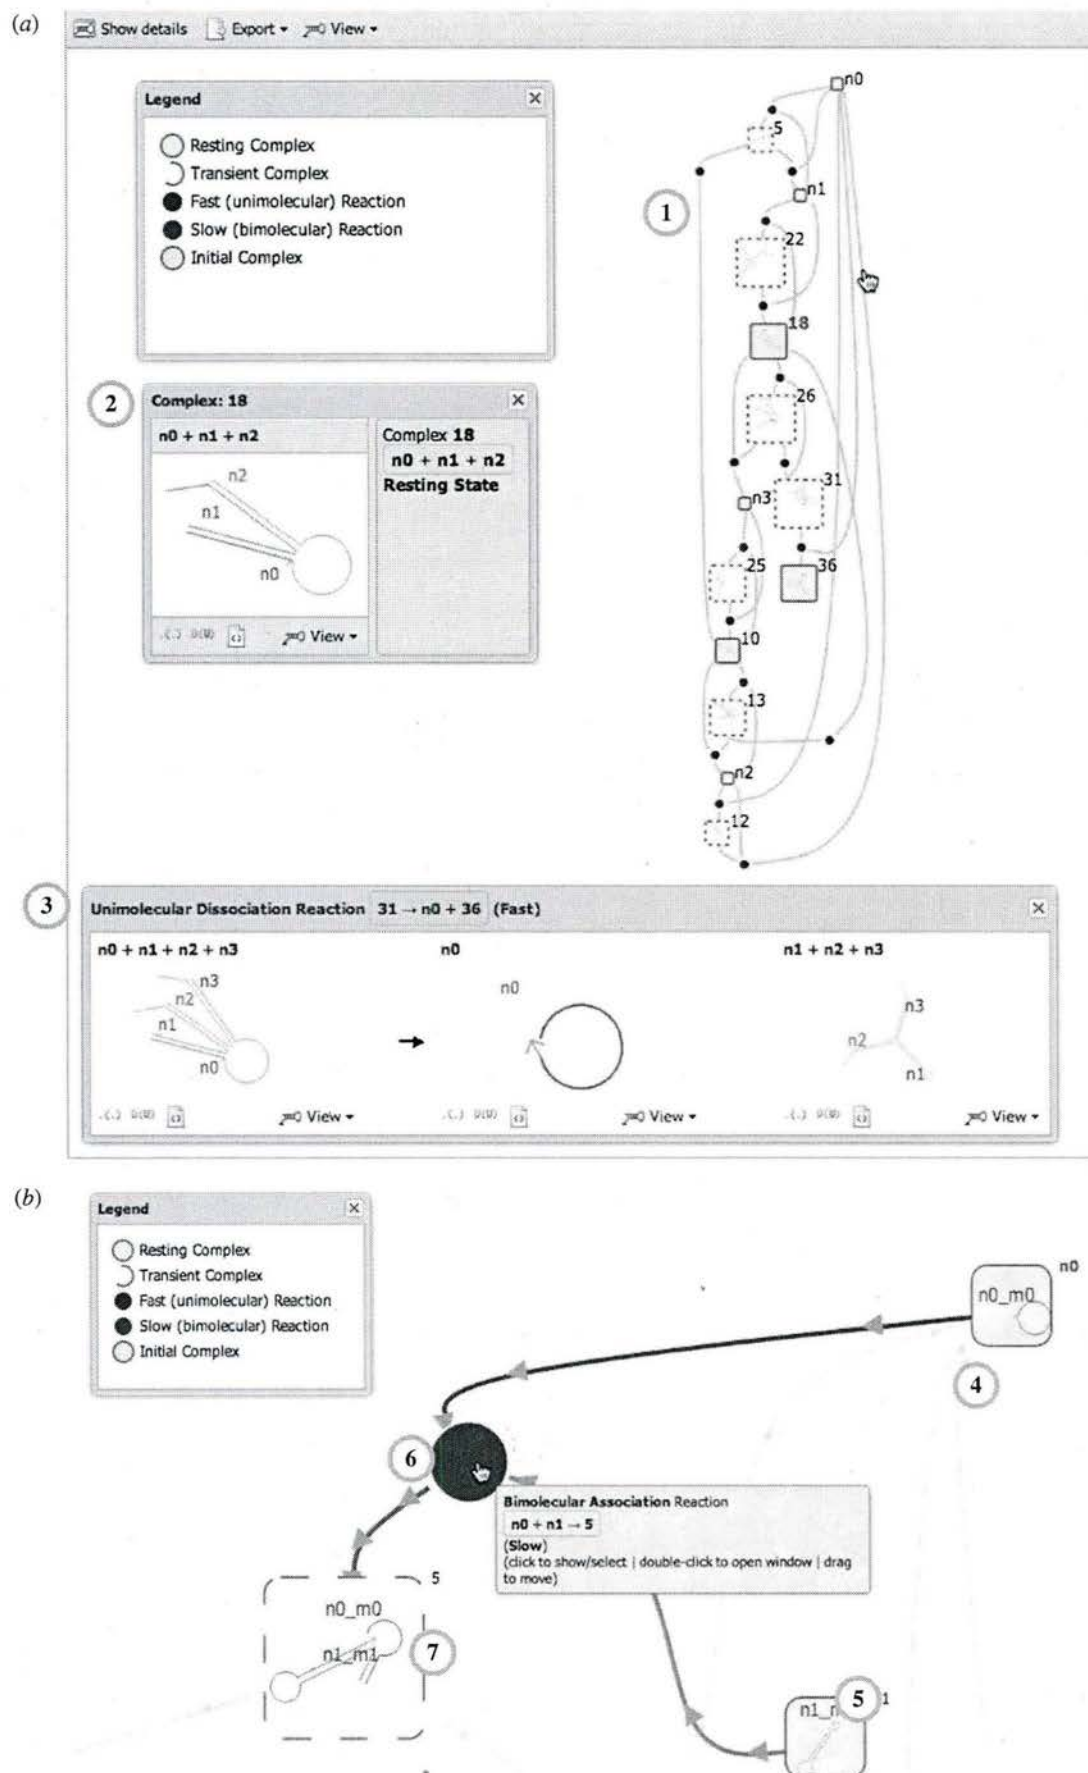 (a)
Show details Export View
Legend
Resting Complex
Transient Complex
Fast (unimolecular) Reaction
Slow (bimolecular) Reaction
Initial Complex
n0
5
n1
1
22
18
26
31
n3
25
36
10
13
n2
12
2
Complex: 18
n0 + n1 + n2
n2
n1
n0
View
Complex 18
n0 + n1 + n2
Resting State
3
Unimolecular Dissociation Reaction 31 → n0 + 36 (Fast)
n0 + n1 + n2 + n3
n3
n2
n1
n0
View
n0
n0
View
n1 + n2 + n3
n3
n2
n1
View
(b)
Legend
Resting Complex
Transient Complex
Fast (unimolecular) Reaction
Slow (bimolecular) Reaction
Initial Complex
n0
n0_m0
4
6
Bimolecular Association Reaction
n0 + n1 → 5
(Slow)
(click to show/select | double-click to open window | drag
to move)
5
n0_m0
n1_m1
7
5